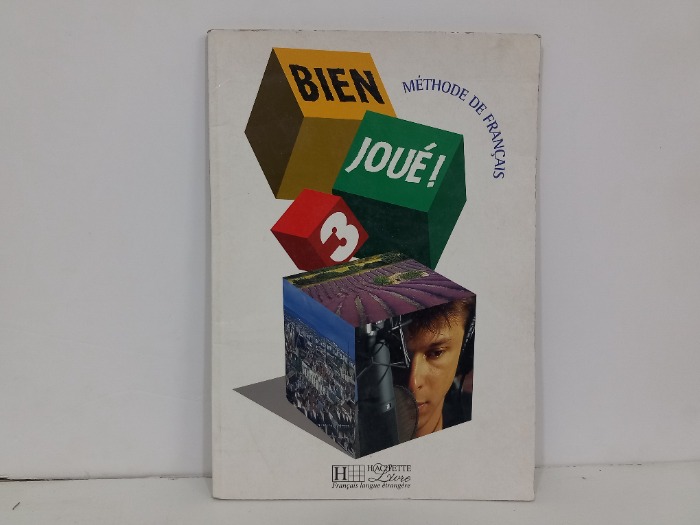 BIEN
JOUÉ!
3
MÉTHODE DE FRANÇAIS
H HACHETTE
Livre
Français langue étrangère